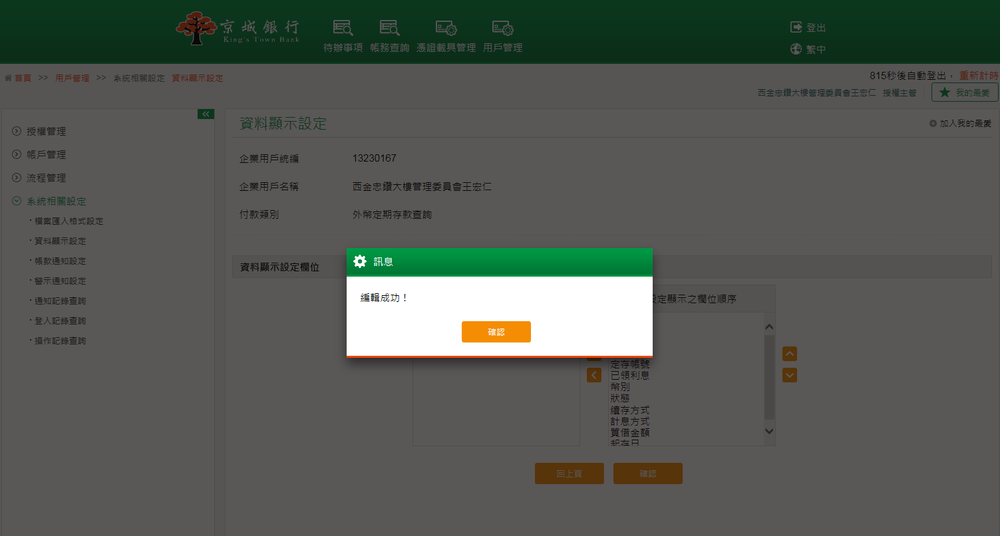 京城銀行
King's Town Bank
待辦事項 帳務查詢 憑證載具管理 用戶管理
登出
繁中
首頁 >> 用戶管理 >> 系統相關設定 資料顯示設定
815秒後自動登出， 重新計時
西金忠鑽大樓管理委員會王宏仁 授權主管 我的最愛
授權管理
帳戶管理
流程管理
系統相關設定
檔案匯入格式設定
資料顯示設定
帳款通知設定
警示通知設定
通知記錄查詢
登入記錄查詢
操作記錄查詢
資料顯示設定
加入我的最愛
企業用戶統編 13230167
企業用戶名稱 西金忠鑽大樓管理委員會王宏仁
付款類別 外幣定期存款查詢
資料顯示設定欄位
訊息
編輯成功！
確認
設定顯示之欄位順序
定存帳號
已領利息
幣別
狀態
續存方式
計息方式
質借金額
起存日
回上頁 確認